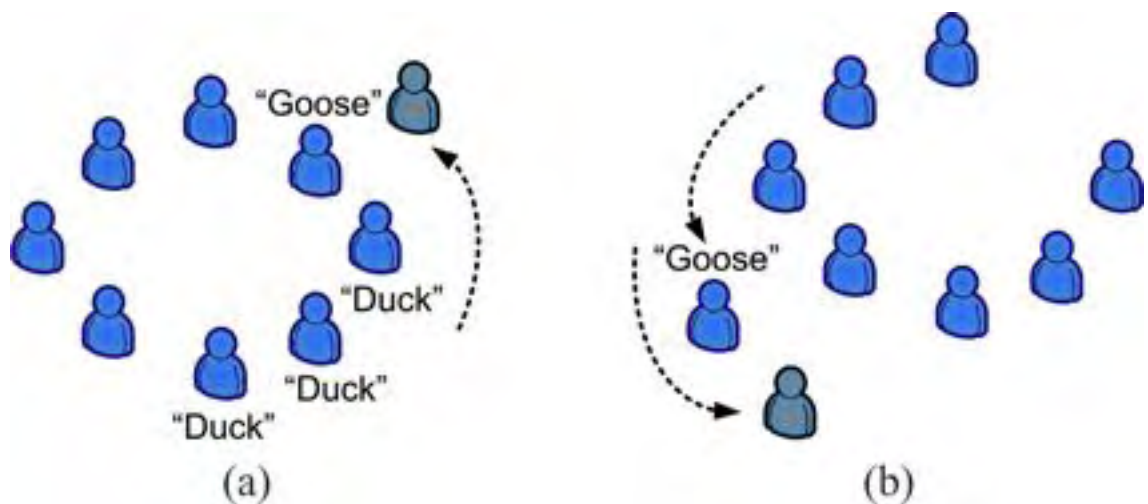 “Goose”
“Duck”
“Duck”
“Duck”
(a)
“Goose”
(b)